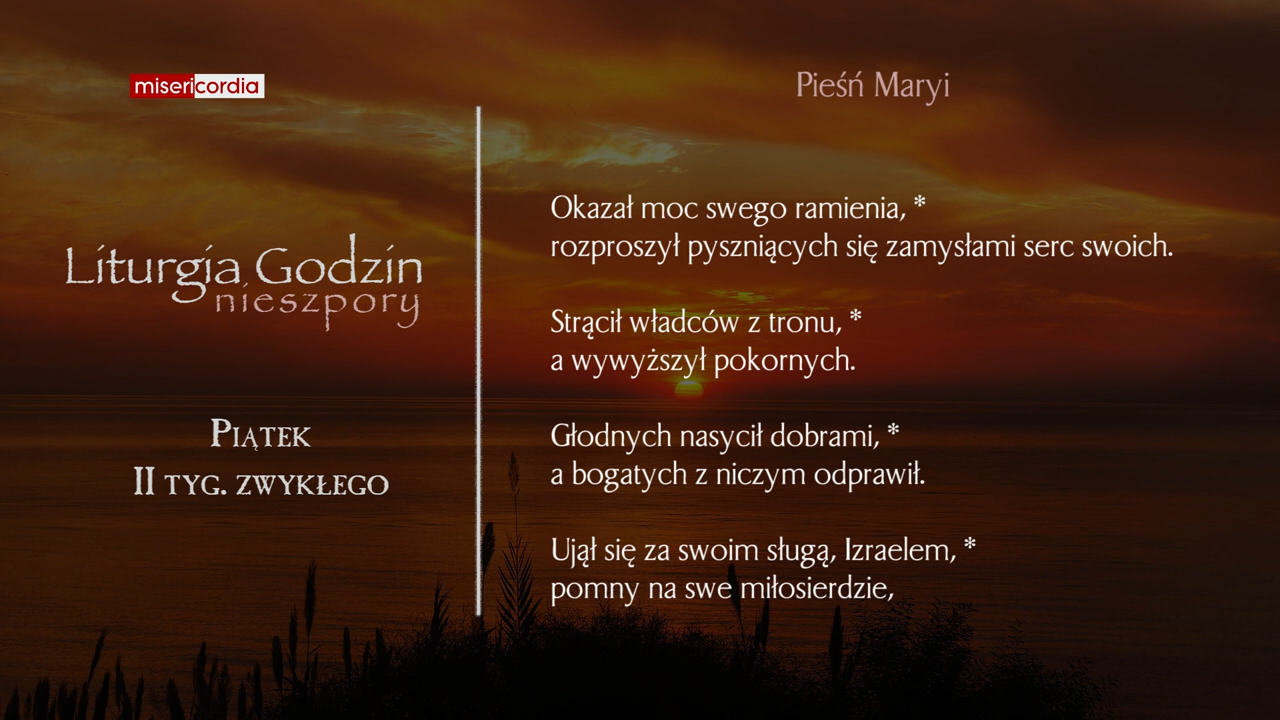 misericordia
Liturgia Godzin
nieszpory
Piątek
II tyg. zwykłego
Pieśń Maryi
Okazał moc swego ramienia, *
rozproszył pyszniących się zamysłami serc swoich.
Strącił władców z tronu, *
a wywyższył pokornych.
Głodnych nasycił dobrami, *
a bogatych z niczym odprawił.
Ujął się za swoim sługą, Izraelem, *
pomny na swe miłosierdzie,